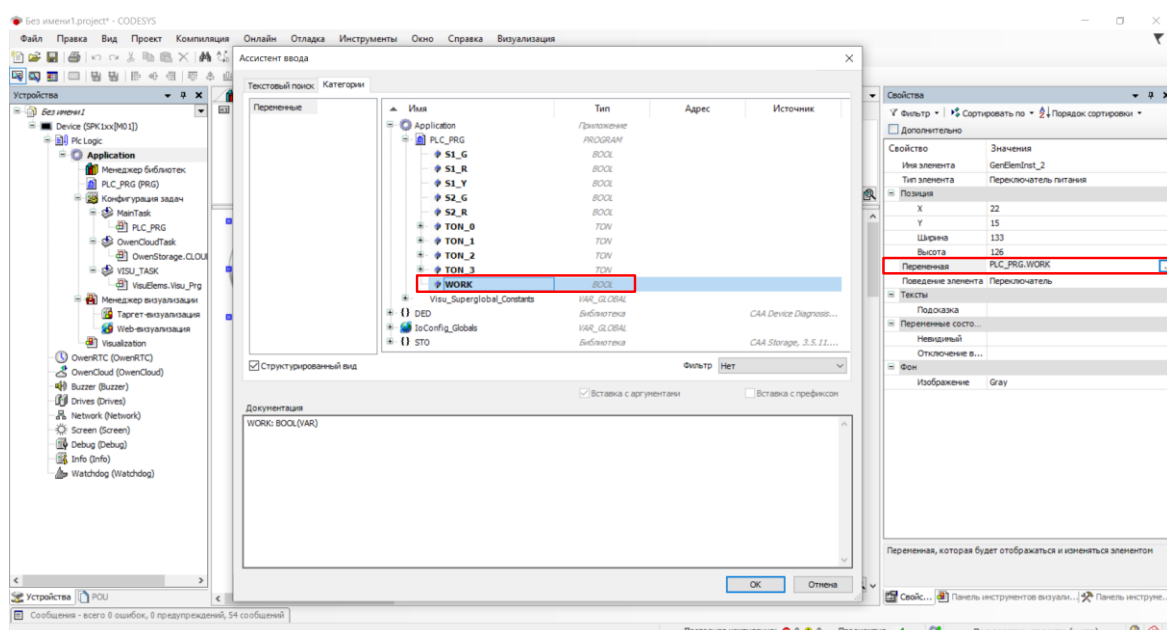 Без имени1.project* - CODESYS
Файл Правка Вид Проект Компиляция Онлайн Отладка Инструменты Окно Справка Визуализация
Устройства
Без имени1
Device (SPK1xx[M01])
Plc Logic
Application
Менеджер библиотек
PLC_PRG (PRG)
Конфигурация задач
MainTask
PLC_PRG
OwenCloudTask
OwenStorage.CLOU
VISU_TASK
VisuElems.Visu_Prg
Менеджер визуализации
Таргет-визуализация
Web-визуализация
Visualization
OwenRTC (OwenRTC)
OwenCloud (OwenCloud)
Buzzer (Buzzer)
Drives (Drives)
Network (Network)
Screen (Screen)
Debug (Debug)
Info (Info)
Watchdog (Watchdog)
Устройства POU
Сообщения - всего 0 ошибок, 0 предупреждений, 54 сообщений
Ассистент ввода
Текстовый поиск Категории
Переменные
Имя Тип Адрес Источник
Application Приложение
PLC_PRG PROGRAM
S1_G BOOL
S1_R BOOL
S1_Y BOOL
S2_G BOOL
S2_R BOOL
TON_0 TON
TON_1 TON
TON_2 TON
TON_3 TON
WORK BOOL
Visu_Superglobal_Constants VAR_GLOBAL
DED Библиотека CAA Device Diagnosis...
IoConfig_Globals VAR_GLOBAL
STO Библиотека CAA Storage, 3.5.11....
Структурированный вид Фильтр Нет
Вставка с аргументами Вставка с префиксом
Документация
WORK: BOOL(VAR)
OK Отмена
Свойства
Фильтр Сортировать по Порядок сортировки
Дополнительно
Свойство Значения
Имя элемента GenElemInst_2
Тип элемента Переключатель питания
Позиция
X 22
Y 15
Ширина 133
Высота 126
Переменная PLC_PRG.WORK
Поведение элемента Переключатель
Тексты
Подсказка
Переменные состо...
Невидимый
Отключение в...
Фон
Изображение Gray
Переменная, которая будет отображаться и изменяться элементом
Свойс... Панель инструментов визуали... Панель инструме...